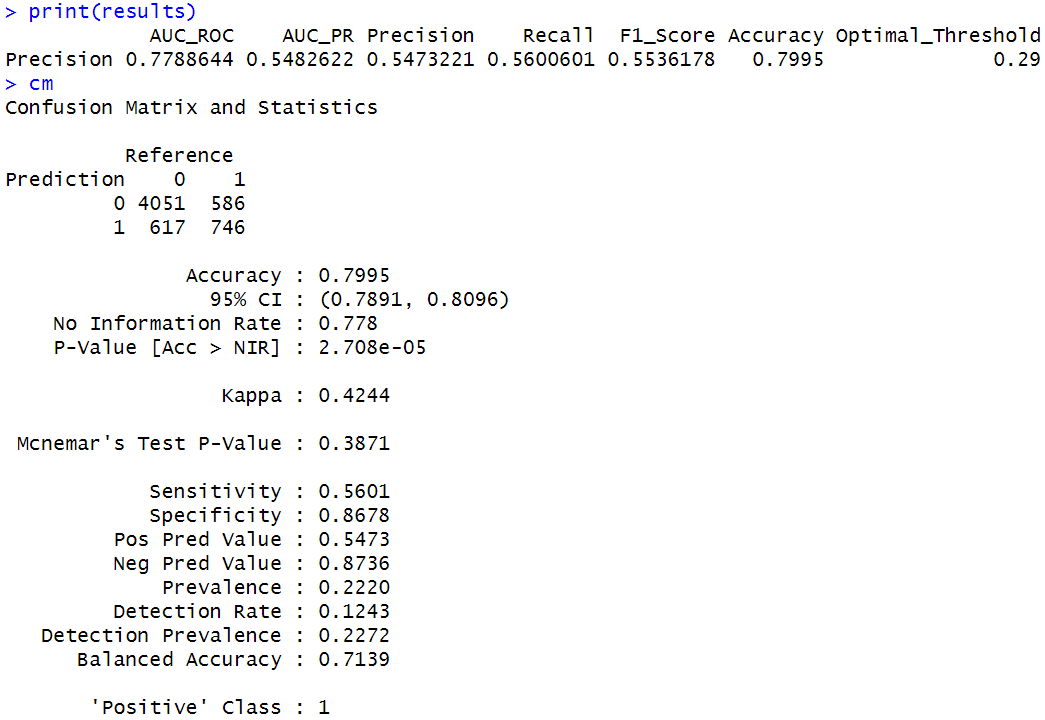 > print(results)
            AUC_ROC    AUC_PR Precision    Recall  F1_Score Accuracy Optimal_Threshold
Precision 0.7788644 0.5482622 0.5473221 0.5600601 0.5536178   0.7995              0.29
> cm
Confusion Matrix and Statistics

          Reference
Prediction    0    1
         0 4051  586
         1  617  746

               Accuracy : 0.7995
                 95% CI : (0.7891, 0.8096)
    No Information Rate : 0.778
    P-Value [Acc > NIR] : 2.708e-05

                  Kappa : 0.4244

 Mcnemar's Test P-Value : 0.3871

            Sensitivity : 0.5601
            Specificity : 0.8678
         Pos Pred Value : 0.5473
         Neg Pred Value : 0.8736
             Prevalence : 0.2220
         Detection Rate : 0.1243
   Detection Prevalence : 0.2272
      Balanced Accuracy : 0.7139

       'Positive' Class : 1